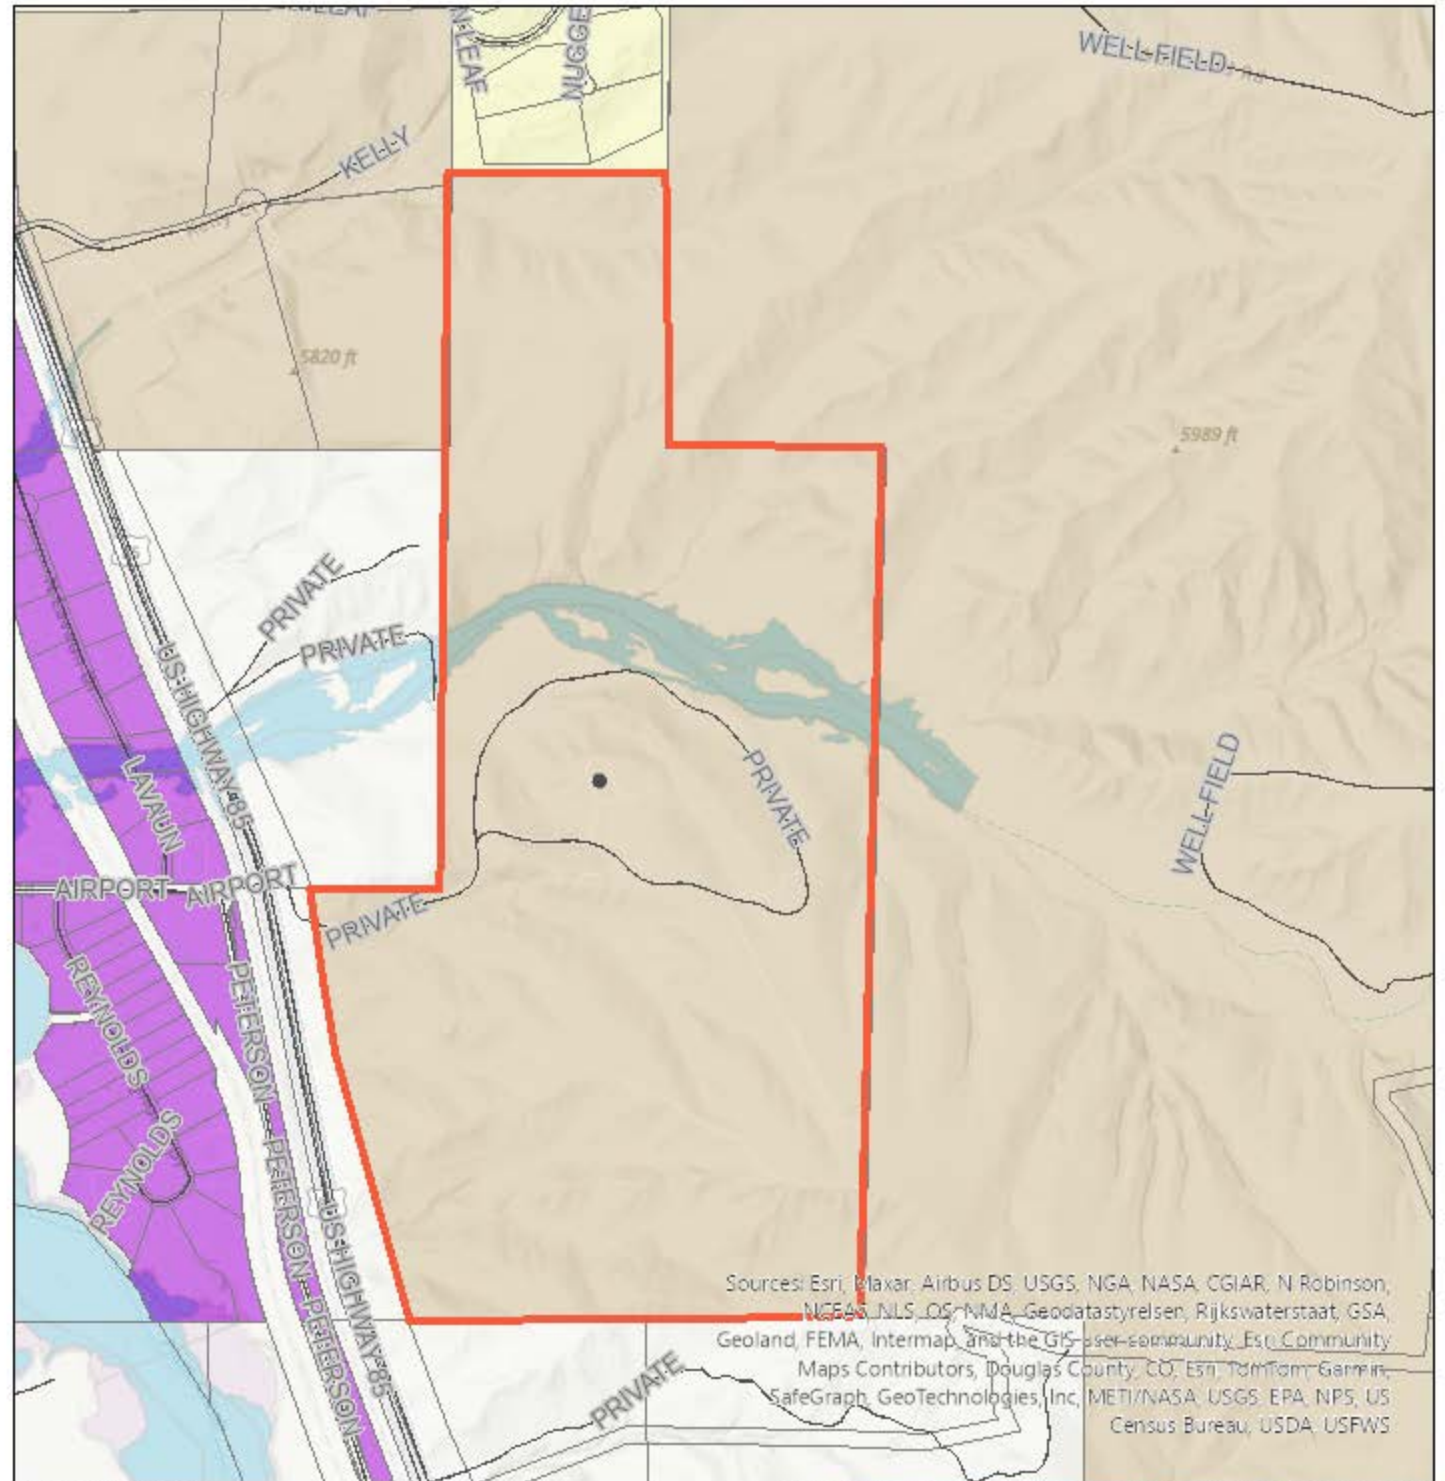 N-LEAF
NUGGE
WELL-FIELD
KELLY
5820 ft
5989 ft
PRIVATE
PRIVATE
US-HIGHWAY-85
WELL-FIELD
LAVAUN
PRIVATE
AIRPORT
AIRPORT
PRIVATE
REYNOLDS
PETERSON
REYNOLDS
PETERSON
US-HIGHWAY-85
PETERSON
PRIVATE
Sources: Esri, Maxar, Airbus DS, USGS, NGA, NASA, CGIAR, N Robinson,
NCEAS, NLS, OS, NMA, Geodatastyrelsen, Rijkswaterstaat, GSA,
Geoland, FEMA, Intermap, and the GIS user community, Esri Community
Maps Contributors, Douglas County, CO, Esri, TomTom, Garmin,
SafeGraph, GeoTechnologies, Inc, METI/NASA, USGS, EPA, NPS, US
Census Bureau, USDA, USFWS